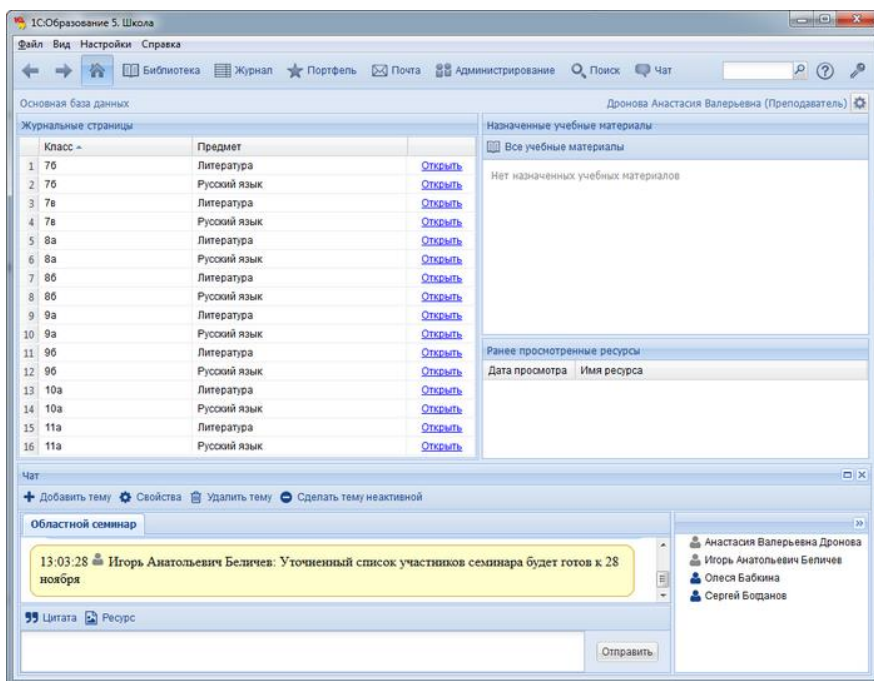 1С:Образование 5. Школа
Файл Вид Настройки Справка
Библиотека Журнал Портфель Почта Администрирование Поиск Чат
Основная база данных Дронова Анастасия Валерьевна (Преподаватель)
Журнальные страницы
Класс Предмет
1 7б Литература Открыть
2 7б Русский язык Открыть
3 7в Литература Открыть
4 7в Русский язык Открыть
5 8а Литература Открыть
6 8а Русский язык Открыть
7 8б Литература Открыть
8 8б Русский язык Открыть
9 9а Литература Открыть
10 9а Русский язык Открыть
11 9б Литература Открыть
12 9б Русский язык Открыть
13 10а Литература Открыть
14 10а Русский язык Открыть
15 11а Литература Открыть
16 11а Русский язык Открыть
Назначенные учебные материалы
Все учебные материалы
Нет назначенных учебных материалов
Ранее просмотренные ресурсы
Дата просмотра Имя ресурса
Чат
Добавить тему Свойства Удалить тему Сделать тему неактивной
Областной семинар
13:03:28 Игорь Анатольевич Беличев: Уточненный список участников семинара будет готов к 28
ноября
Цитата Ресурс
Отправить
Анастасия Валерьевна Дронова
Игорь Анатольевич Беличев
Олеся Бабкина
Сергей Богданов